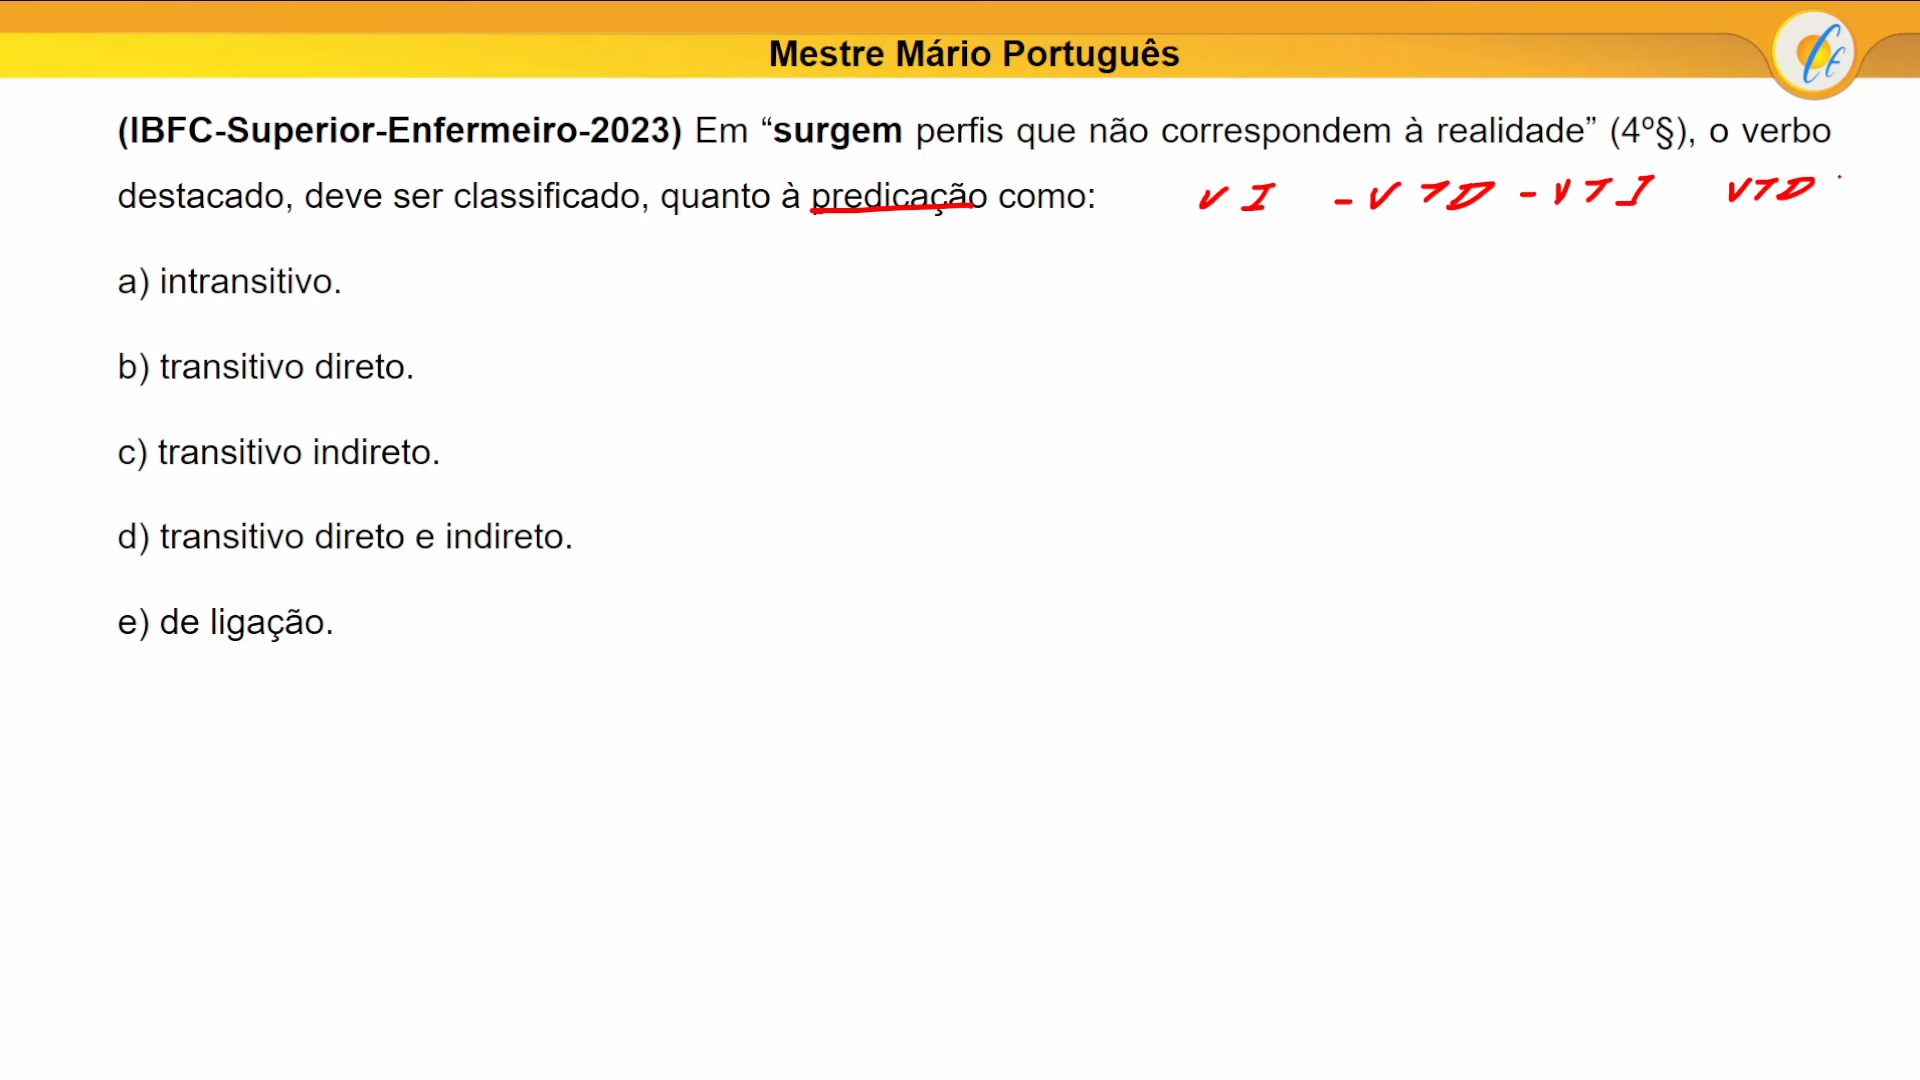 Mestre Mário Português
(IBFC-Superior-Enfermeiro-2023) Em “surgem perfis que não correspondem à realidade” (4º§), o verbo
destacado, deve ser classificado, quanto à predicação como: VI - VTD - VTI VTD
a) intransitivo.
b) transitivo direto.
c) transitivo indireto.
d) transitivo direto e indireto.
e) de ligação.